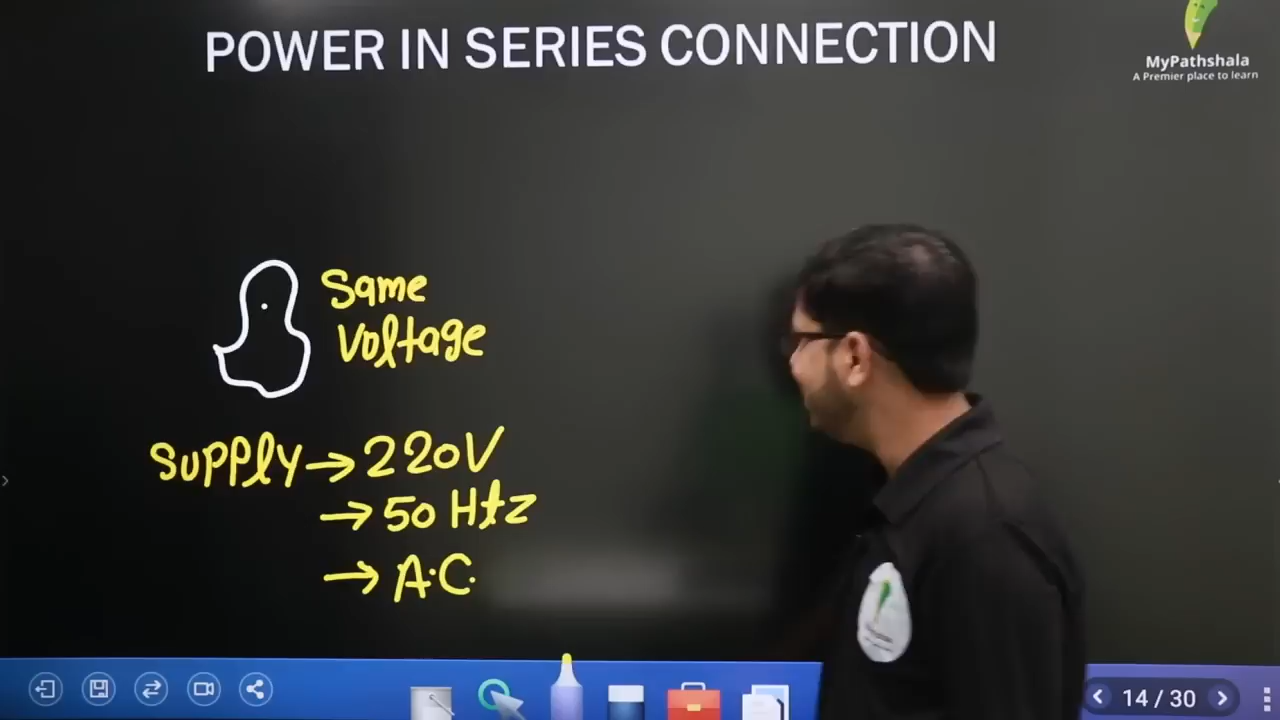 POWER IN SERIES CONNECTION
MyPathshala
A Premier place to learn
Same
Voltage
Supply → 220V
→ 50 Htz
→ A.C.
14 / 30